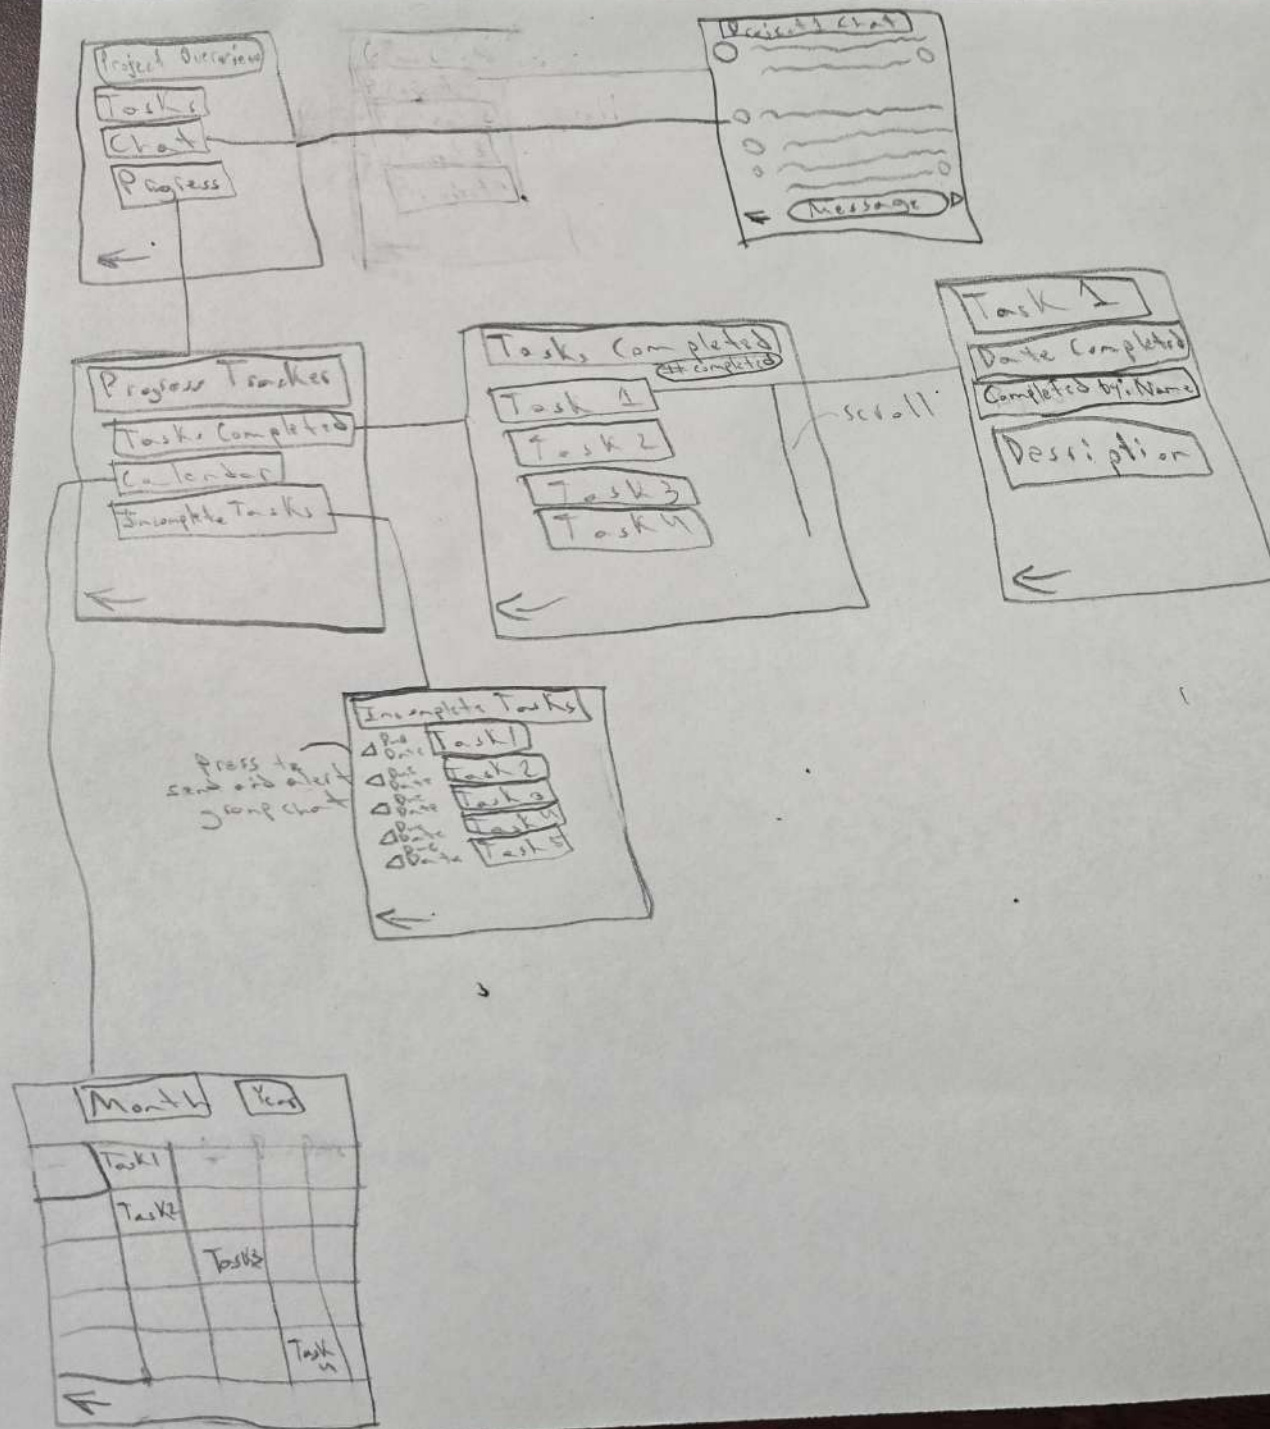 Project Overview
Tasks
Chat
Progress
Project 1 Chat
Message
Progress Tracker
Tasks Completed
Calendar
Incomplete Tasks
Tasks Completed
# completed
Task 1
Task 2
Task 3
Task 4
scroll
Task 1
Date Completed
Completed by: Name
Description
Incomplete Tasks
Due
Date
Task 1
Due
Date
Task 2
Due
Date
Task 3
Due
Date
Task 4
Due
Date
Task 5
Press to
send alert
group chat
Month
Year
Task 1
Task 2
Task 3
Task
4